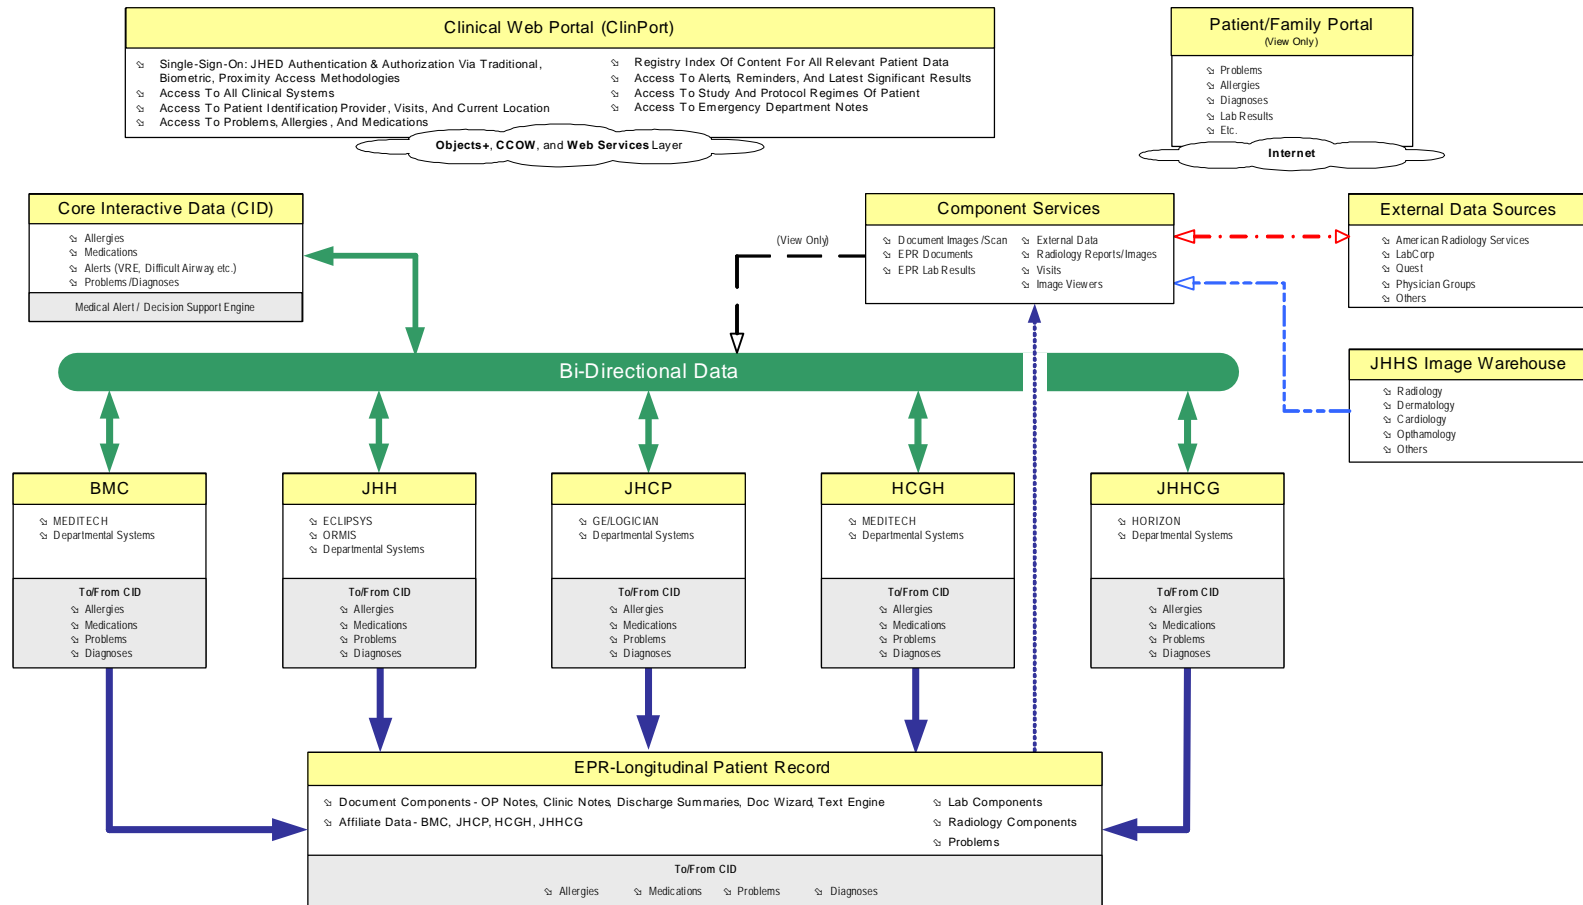 Clinical Web Portal (ClinPort)
Single-Sign-On: JHED Authentication & Authorization Via Traditional,
Biometric, Proximity Access Methodologies
Access To All Clinical Systems
Access To Patient Identification, Provider, Visits, And Current Location
Access To Problems, Allergies, And Medications
Registry Index Of Content For All Relevant Patient Data
Access To Alerts, Reminders, And Latest Significant Results
Access To Study And Protocol Regimes Of Patient
Access To Emergency Department Notes
Objects+, CCOW, and Web Services Layer
Patient/Family Portal
(View Only)
Problems
Allergies
Diagnoses
Lab Results
Etc.
Internet
Core Interactive Data (CID)
Allergies
Medications
Alerts (VRE, Difficult Airway etc.)
Problems/Diagnoses
Medical Alert / Decision Support Engine
(View Only)
Component Services
Document Images/Scan
EPR Documents
EPR Lab Results
External Data
Radiology Reports/Images
Visits
Image Viewers
External Data Sources
American Radiology Services
LabCorp
Quest
Physician Groups
Others
JHHS Image Warehouse
Radiology
Dermatology
Cardiology
Opthamology
Others
Bi-Directional Data
BMC
MEDITECH
Departmental Systems
To/From CID
Allergies
Medications
Problems
Diagnoses
JHH
ECLIPSYS
ORMIS
Departmental Systems
To/From CID
Allergies
Medications
Problems
Diagnoses
JHCP
GE/LOGICIAN
Departmental Systems
To/From CID
Allergies
Medications
Problems
Diagnoses
HCGH
MEDITECH
Departmental Systems
To/From CID
Allergies
Medications
Problems
Diagnoses
JHHCG
HORIZON
Departmental Systems
To/From CID
Allergies
Medications
Problems
Diagnoses
EPR-Longitudinal Patient Record
Document Components - OP Notes, Clinic Notes, Discharge Summaries, Doc Wizard, Text Engine
Affiliate Data - BMC, JHCP, HCGH, JHHCG
Lab Components
Radiology Components
Problems
To/From CID
Allergies Medications Problems Diagnoses